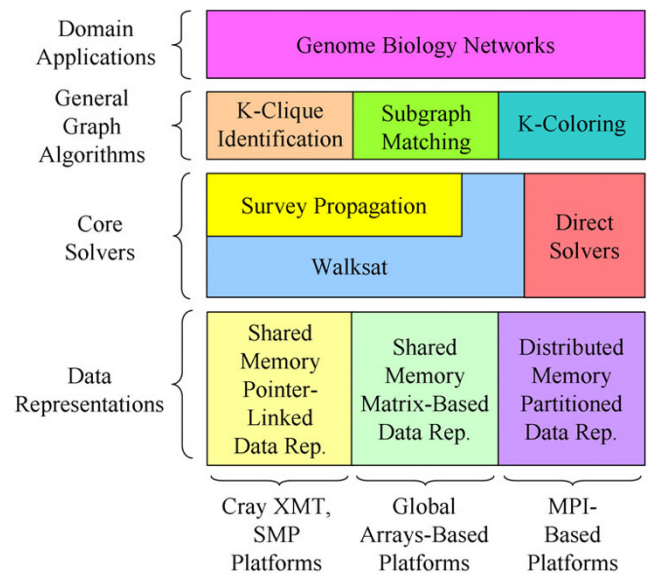 Domain
Applications
Genome Biology Networks
General
Graph
Algorithms
K-Clique
Identification
Subgraph
Matching
K-Coloring
Core
Solvers
Survey Propagation
Walksat
Direct
Solvers
Data
Representations
Shared
Memory
Pointer-
Linked
Data Rep.
Shared
Memory
Matrix-Based
Data Rep.
Distributed
Memory
Partitioned
Data Rep.
Cray XMT,
SMP
Platforms
Global
Arrays-Based
Platforms
MPI-
Based
Platforms